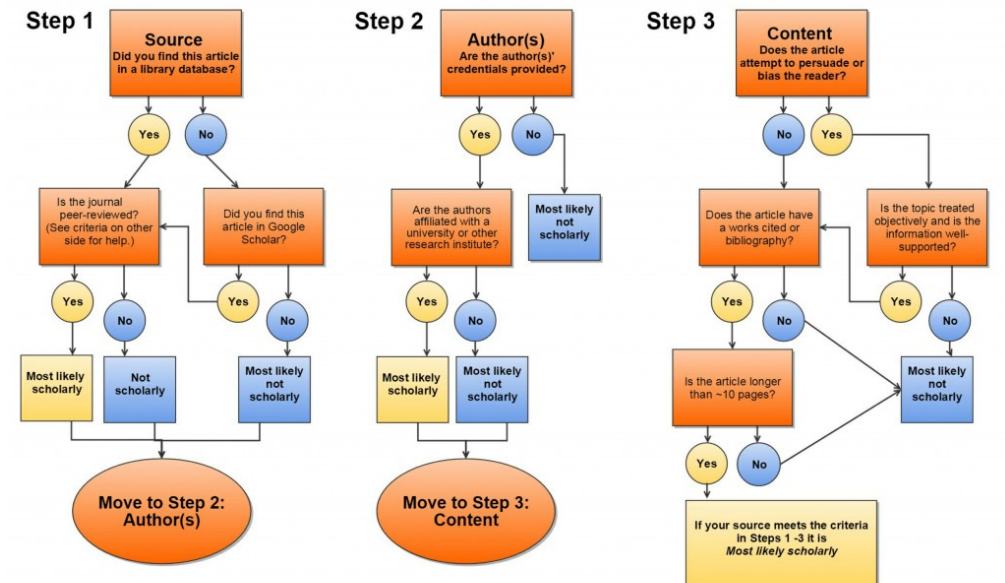 Step 1
Source
Did you find this article
in a library database?
Yes
No
Is the journal
peer-reviewed?
(See criteria on other
side for help.)
Did you find this
article in Google
Scholar?
Yes
No
Yes
No
Most likely
scholarly
Not
scholarly
Most likely
not
scholarly
Move to Step 2:
Author(s)
Step 2
Author(s)
Are the author(s)'
credentials provided?
Yes
No
Are the authors
affiliated with a
university or other
research institute?
Most likely
not
scholarly
Yes
No
Most likely
scholarly
Most likely
not
scholarly
Move to Step 3:
Content
Step 3
Content
Does the article
attempt to persuade or
bias the reader?
No
Yes
Does the article have
a works cited or
bibliography?
Is the topic treated
objectively and is the
information well-
supported?
Yes
No
Yes
No
Is the article longer
than ~10 pages?
Most likely
not
scholarly
Yes
No
If your source meets the criteria
in Steps 1 -3 it is
Most likely scholarly